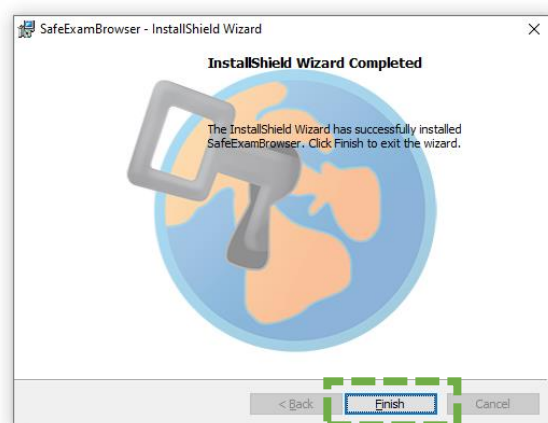 SafeExamBrowser - InstallShield Wizard
InstallShield Wizard Completed
The InstallShield Wizard has successfully installed
SafeExamBrowser. Click Finish to exit the wizard.
< Back Finish Cancel